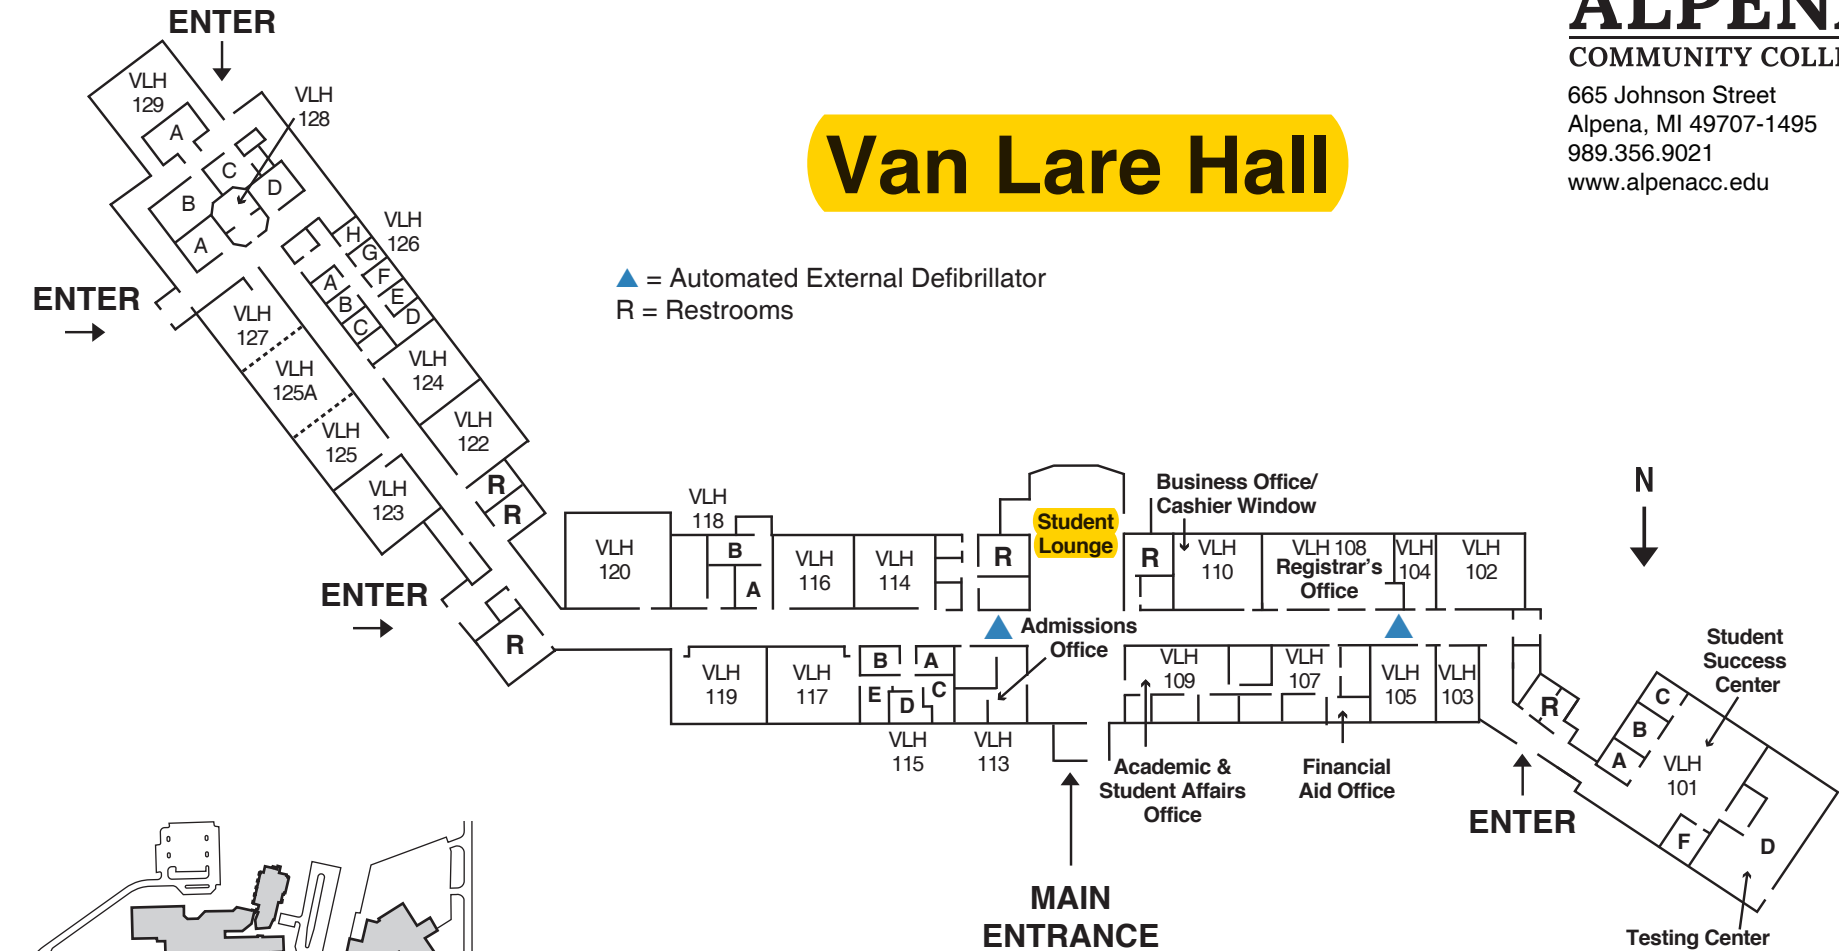 ENTER
ALPENA
COMMUNITY COLLE
665 Johnson Street
Alpena, MI 49707-1495
989.356.9021
www.alpenacc.edu
Van Lare Hall
= Automated External Defibrillator
R = Restrooms
VLH
129
A
VLH
128
C
D
B
A
VLH
126
H
G
F
E
D
A
B
C
ENTER
VLH
127
VLH
125A
VLH
125
VLH
123
VLH
124
VLH
122
R
R
ENTER
R
VLH
120
VLH
118
B
A
VLH
116
VLH
114
R
Student
Lounge
Business Office/
Cashier Window
R
VLH
110
VLH 108
Registrar's
Office
VLH
104
VLH
102
N
Admissions
Office
VLH
119
VLH
117
B
A
E
D
C
VLH
115
VLH
113
VLH
109
VLH
107
VLH
105
VLH
103
Academic &
Student Affairs
Office
Financial
Aid Office
MAIN
ENTRANCE
ENTER
R
Student
Success
Center
C
B
A
VLH
101
F
D
Testing Center